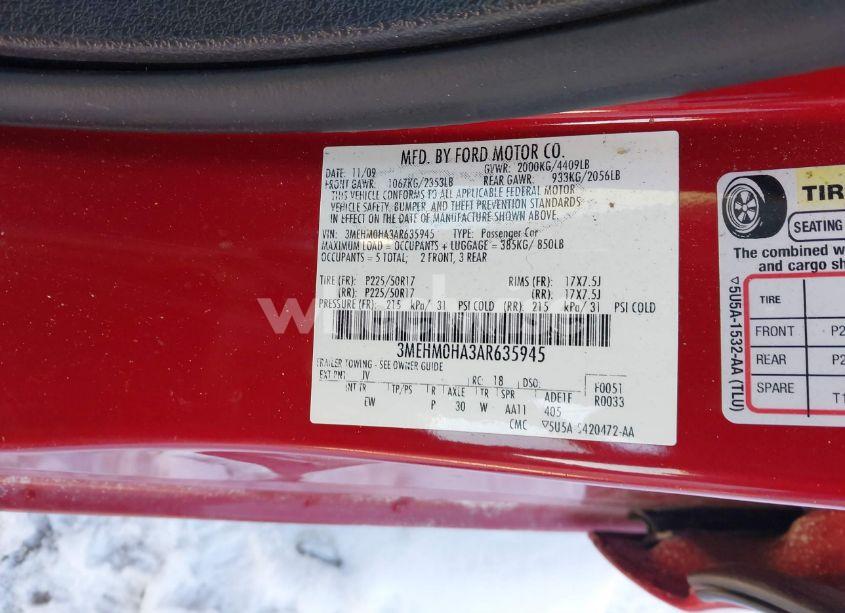 MFD. BY FORD MOTOR CO.
DATE: 11/09 GVWR: 2000KG/4409LB
FRONT GAWR: 1067KG/2353LB REAR GAWR: 933KG/2056LB
THIS VEHICLE CONFORMS TO ALL APPLICABLE FEDERAL MOTOR
VEHICLE SAFETY, BUMPER, AND THEFT PREVENTION STANDARDS
IN EFFECT ON THE DATE OF MANUFACTURE SHOWN ABOVE.
VIN: 3MEHM0HA3AR635945 TYPE: Passenger Car
MAXIMUM LOAD = OCCUPANTS + LUGGAGE = 385KG/ 850LB
OCCUPANTS = 5 TOTAL; 2 FRONT, 3 REAR
TIRE (FR): P225/50R17 RIMS (FR): 17X7.5J
(RR): P225/50R17 (RR): 17X7.5J
PRESSURE (FR): 215 kPa/ 31 PSI COLD (RR): 215 kPa/31 PSI COLD
3MEHM0HA3AR635945
TRAILER TOWING - SEE OWNER GUIDE
EXT PNT: JV RC: 18 DSO: F0051
INT TR TP/PS R AXLE TR SPR ADE1F R0033
EW P 30 W AA11 405
CMC ▽5U5A-5420472-AA
TIR
SEATING
The combined w
and cargo sh
TIRE
FRONT P2
REAR P2
SPARE T1
▽5U5A-1532-AA (TLU)